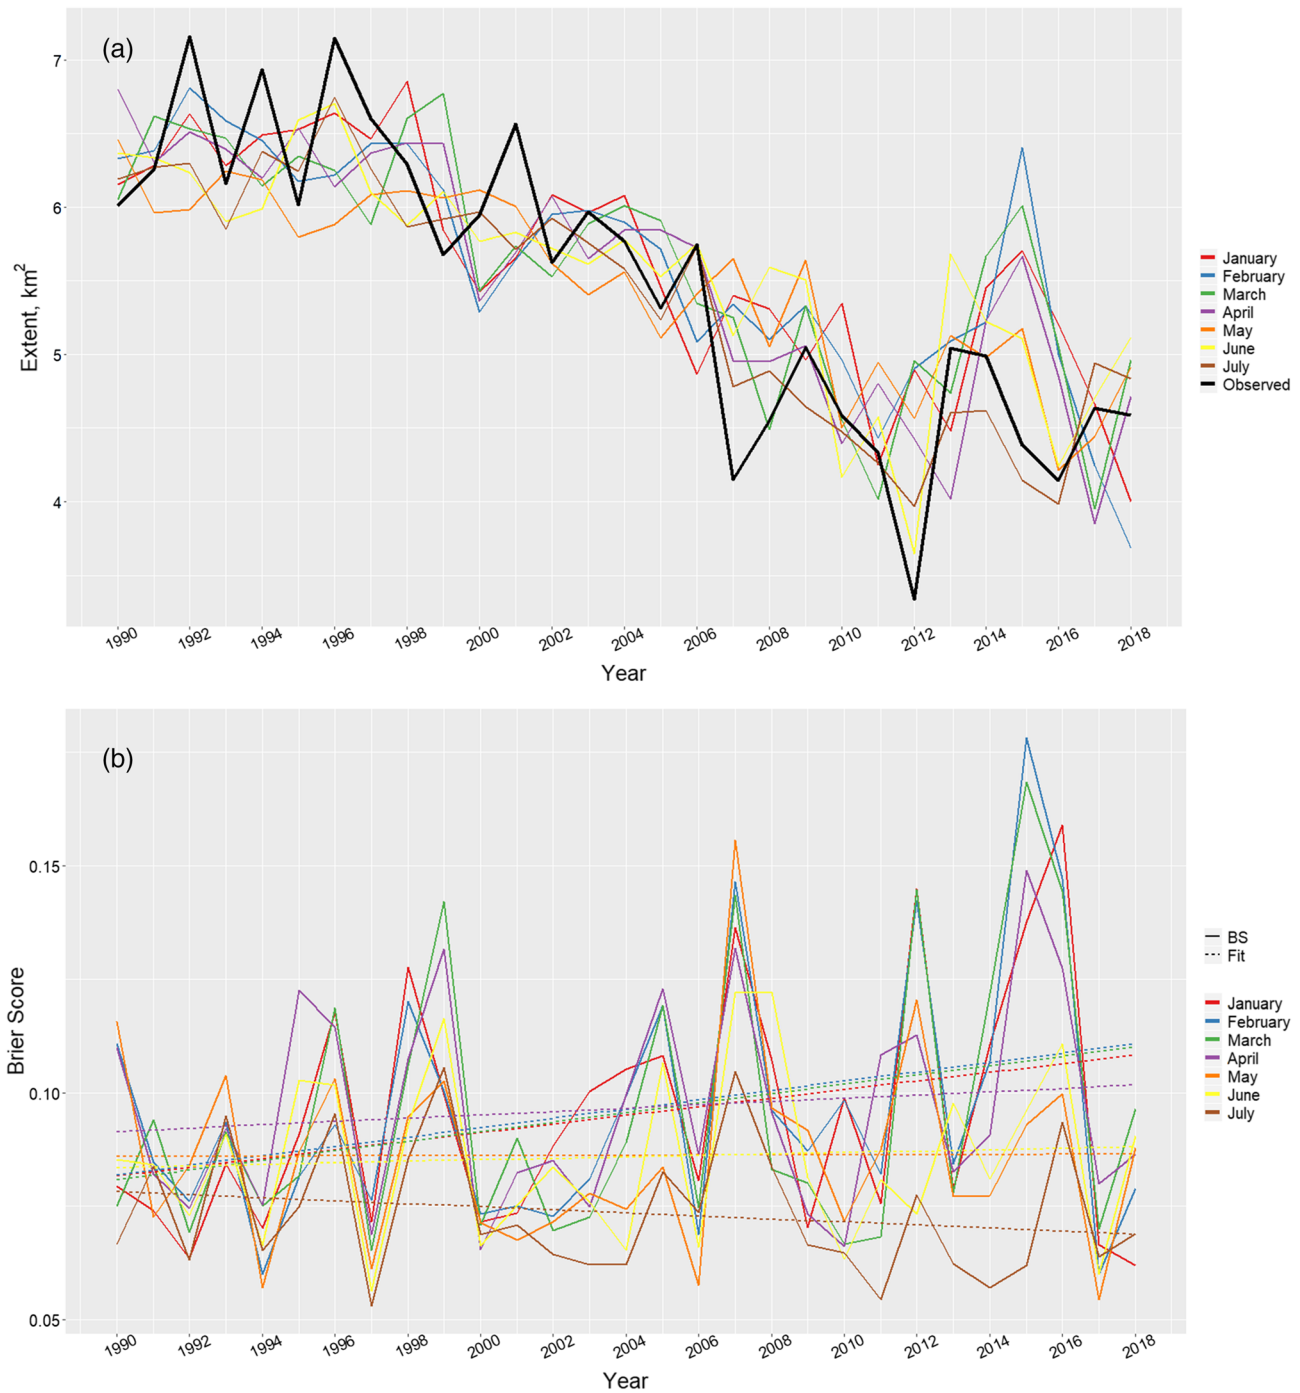 (a)
7
6
5
4
Extent, km²
1990 1992 1994 1996 1998 2000 2002 2004 2006 2008 2010 2012 2014 2016 2018
Year
January
February
March
April
May
June
July
Observed
(b)
0.15
0.10
0.05
Brier Score
1990 1992 1994 1996 1998 2000 2002 2004 2006 2008 2010 2012 2014 2016 2018
Year
BS
Fit
January
February
March
April
May
June
July